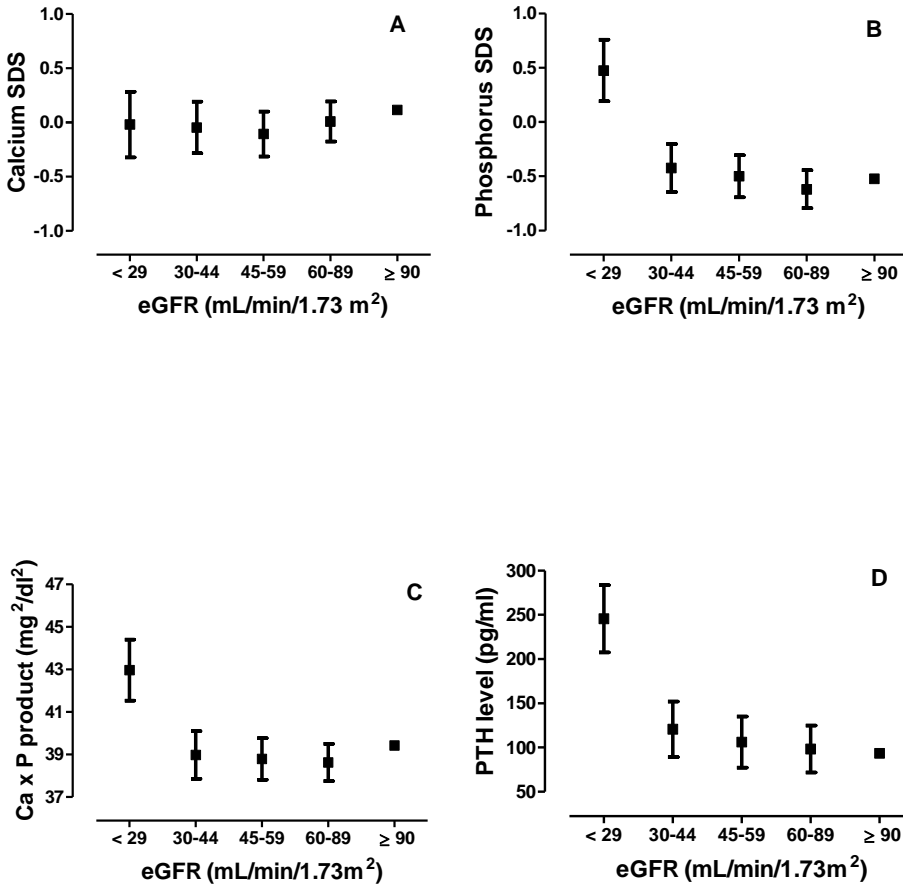 A
Calcium SDS
1.0
0.5
0.0
-0.5
-1.0
< 29 30-44 45-59 60-89 ≥ 90
eGFR (mL/min/1.73 m²)
B
Phosphorus SDS
1.0
0.5
0.0
-0.5
-1.0
< 29 30-44 45-59 60-89 ≥ 90
eGFR (mL/min/1.73 m²)
C
Ca x P product (mg²/dl²)
47
45
43
41
39
37
< 29 30-44 45-59 60-89 ≥ 90
eGFR (mL/min/1.73m²)
D
PTH level (pg/ml)
300
250
200
150
100
50
< 29 30-44 45-59 60-89 ≥ 90
eGFR (mL/min/1.73m²)